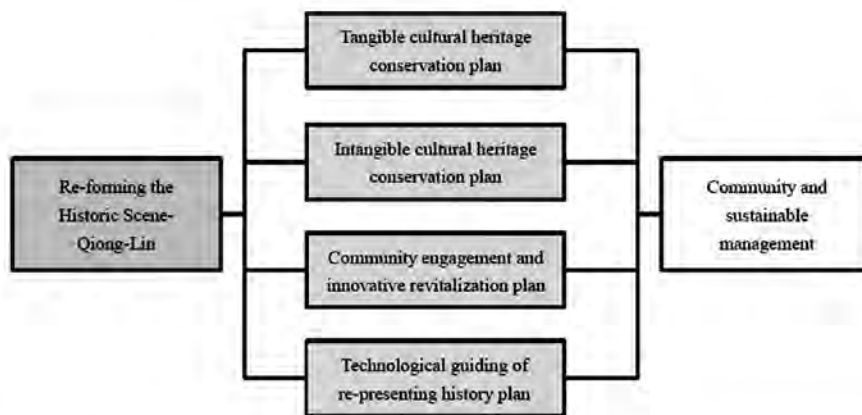 Tangible cultural heritage
conservation plan
Intangible cultural heritage
conservation plan
Re-forming the
Historic Scene-
Qiong-Lin
Community and
sustainable
management
Community engagement and
innovative revitalization plan
Technological guiding of
re-presenting history plan